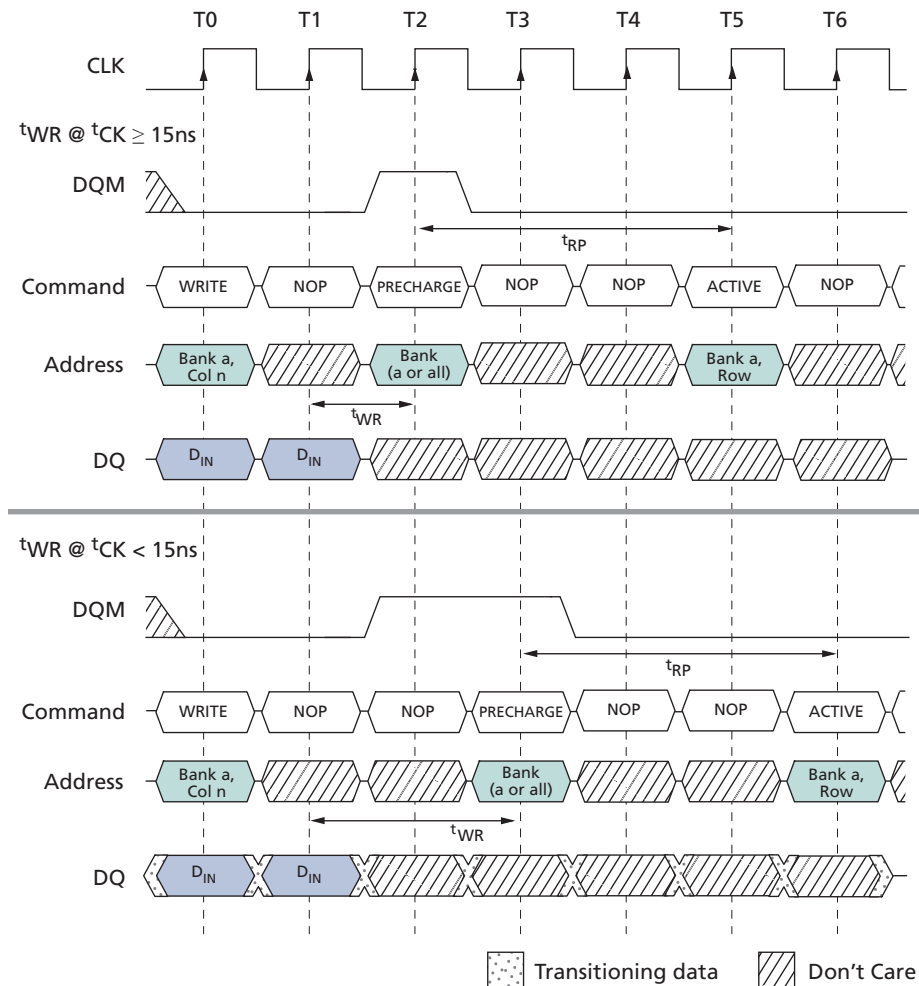 T0 T1 T2 T3 T4 T5 T6
CLK
tWR @ tCK ≥ 15ns
DQM
tRP
Command WRITE NOP PRECHARGE NOP NOP ACTIVE NOP
Address Bank a, Col n Bank (a or all) Bank a, Row
tWR
DQ DIN DIN
tWR @ tCK < 15ns
DQM
tRP
Command WRITE NOP NOP PRECHARGE NOP NOP ACTIVE
Address Bank a, Col n Bank (a or all) Bank a, Row
tWR
DQ DIN DIN
Transitioning data Don't Care